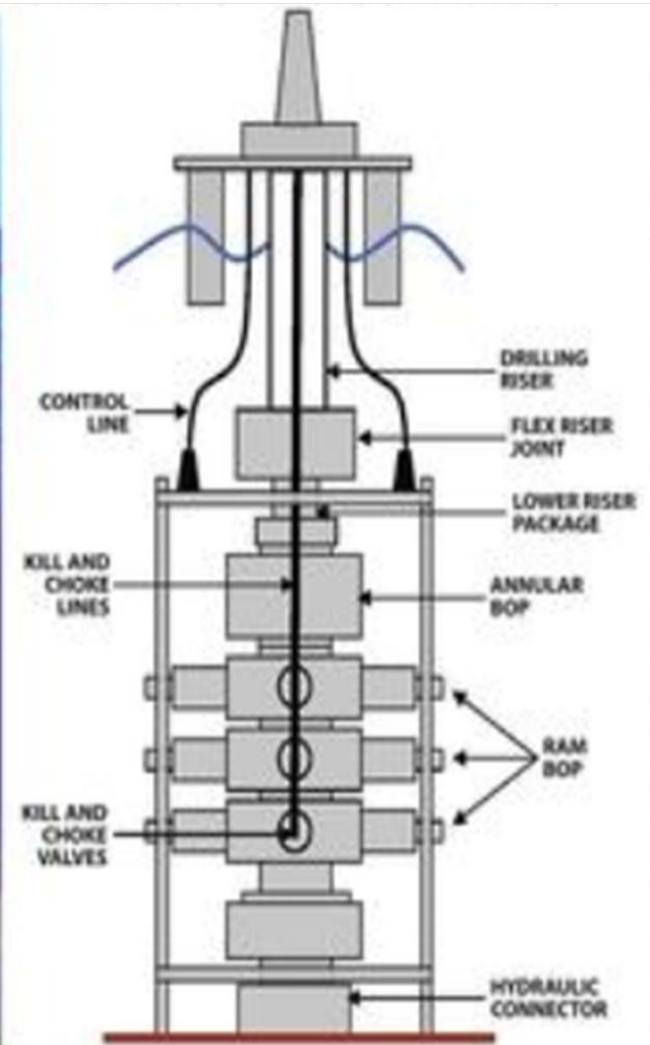 DRILLING
RISER
CONTROL
LINE
FLEX RISER
JOINT
LOWER RISER
PACKAGE
KILL AND
CHOKE
LINES
ANNULAR
BOP
RAM
BOP
KILL AND
CHOKE
VALVES
HYDRAULIC
CONNECTOR